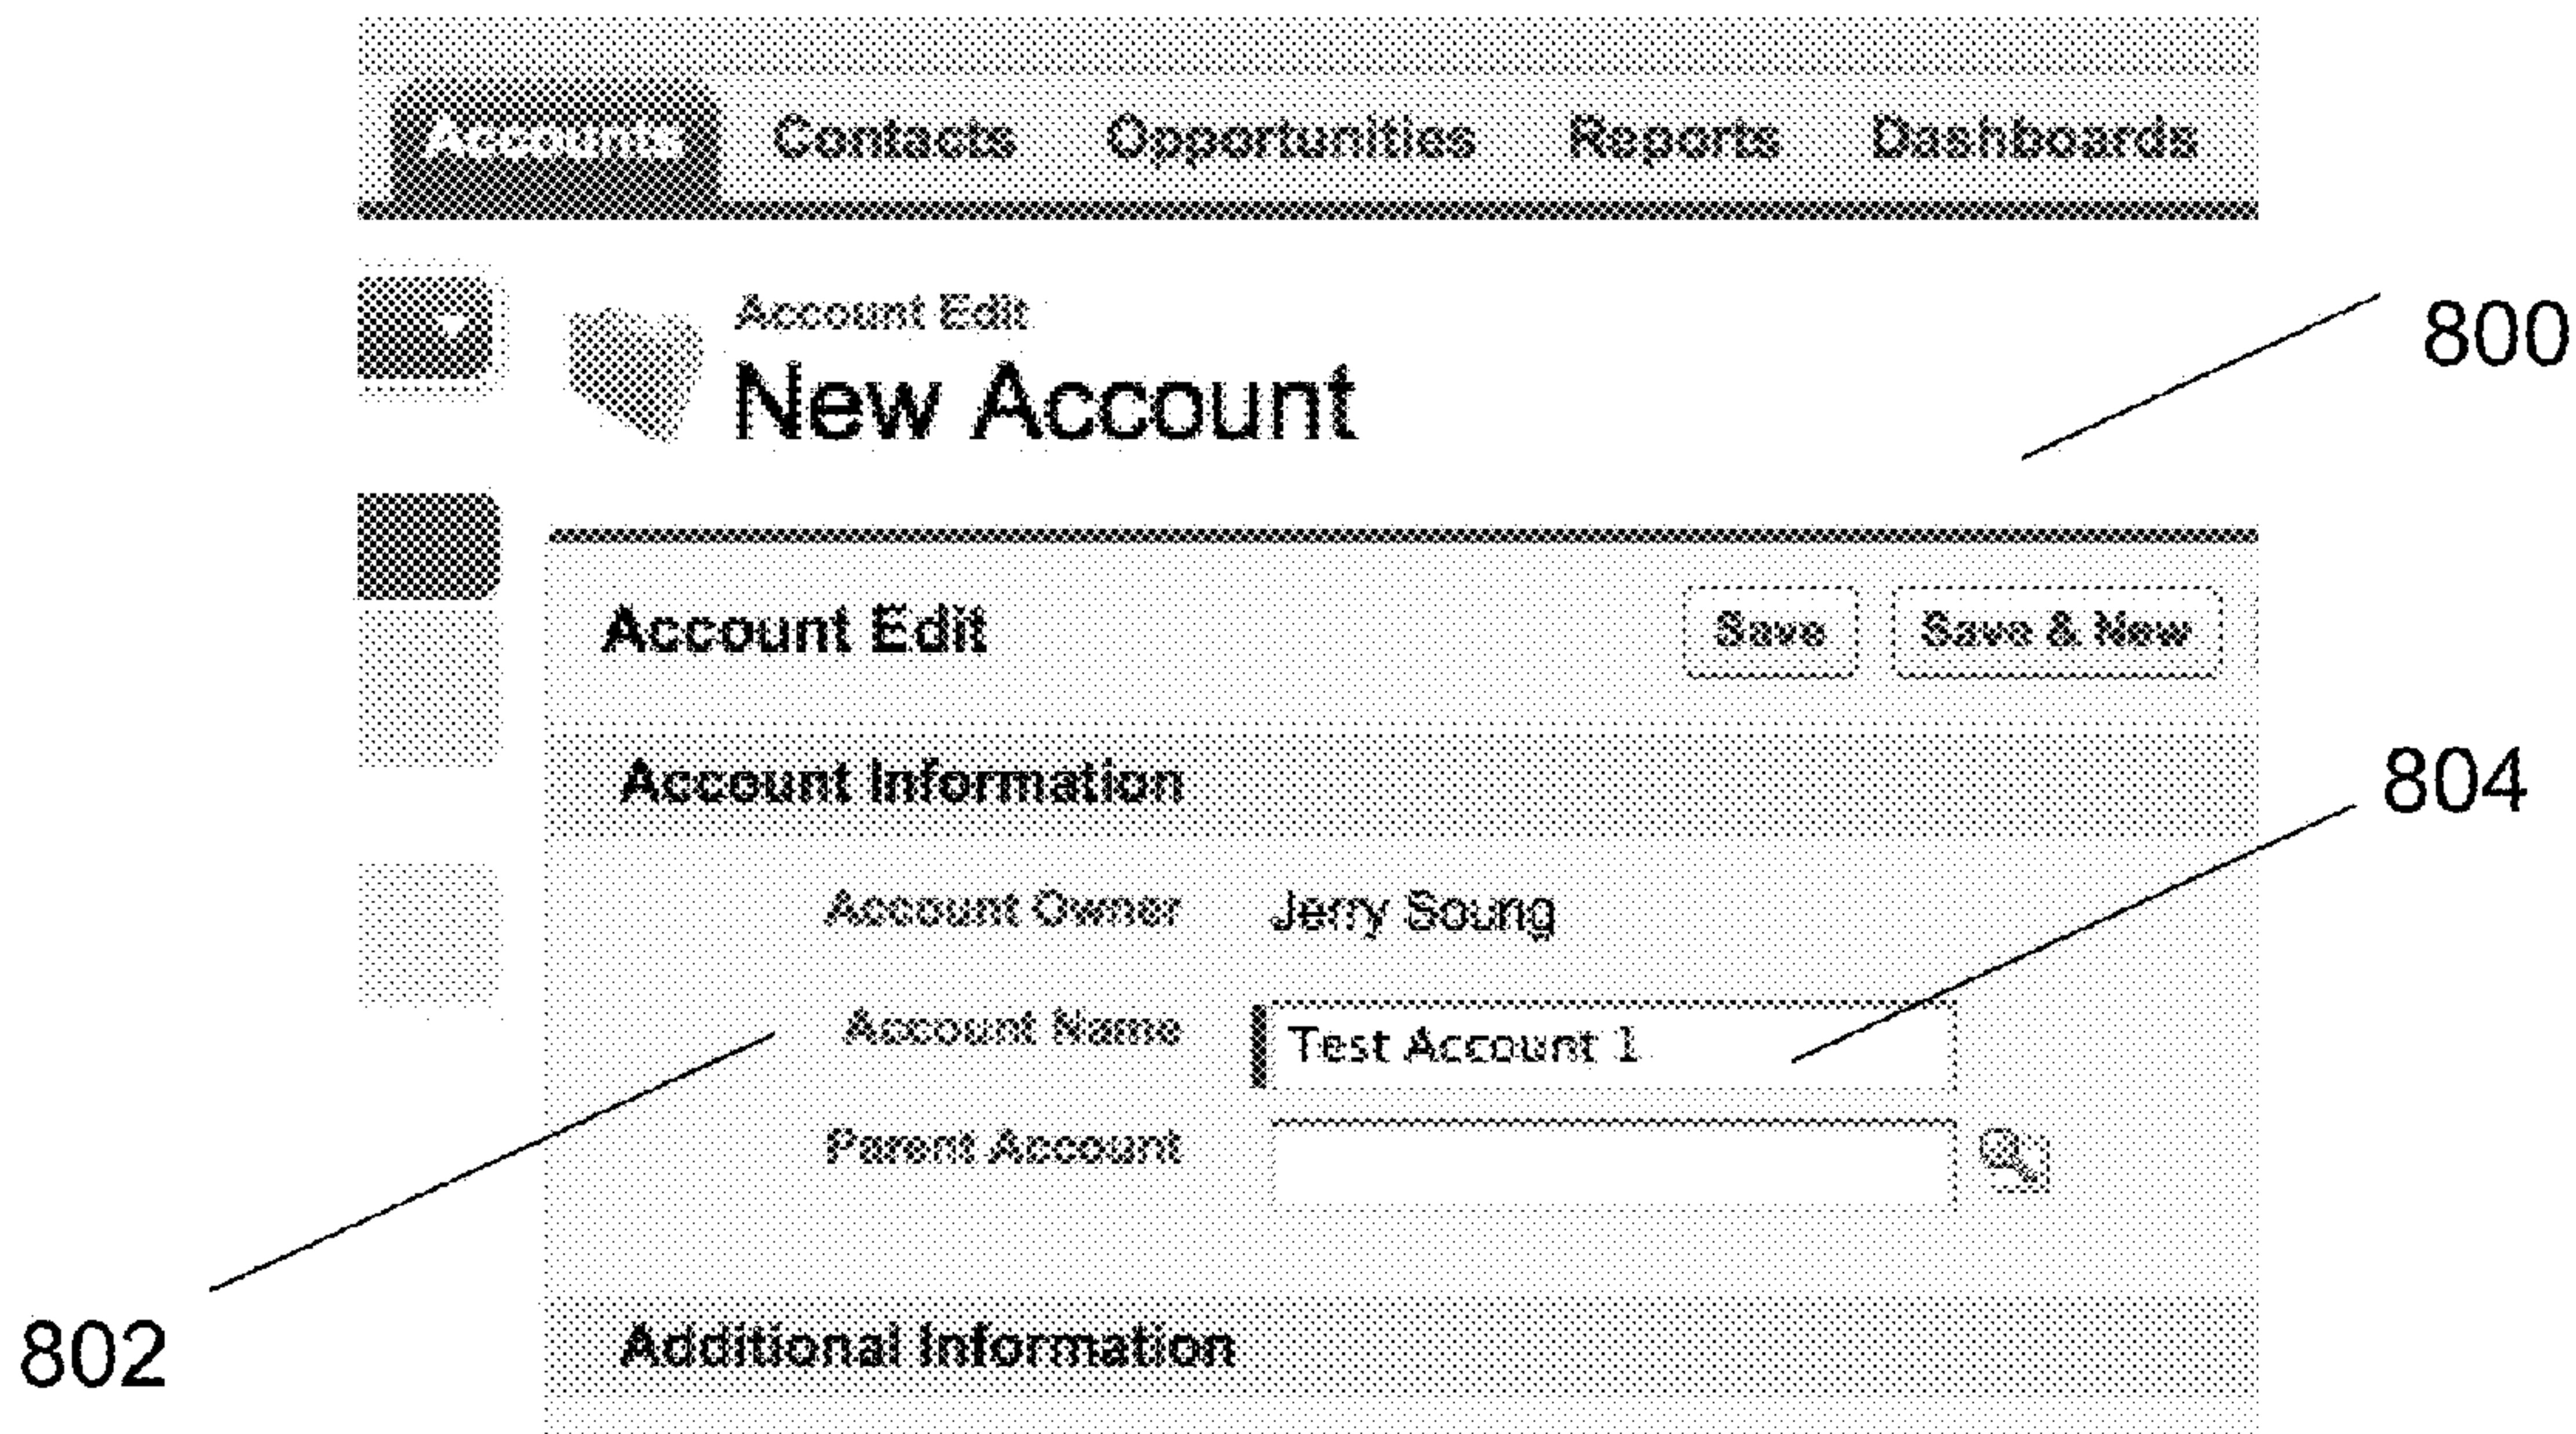 Accounts Contacts Opportunities Reports Dashboards
Account Edit
New Account
800
Account Edit Save Save & New
Account Information
804
Account Owner Jerry Soung
Account Name Test Account 1
Parent Account
802
Additional Information